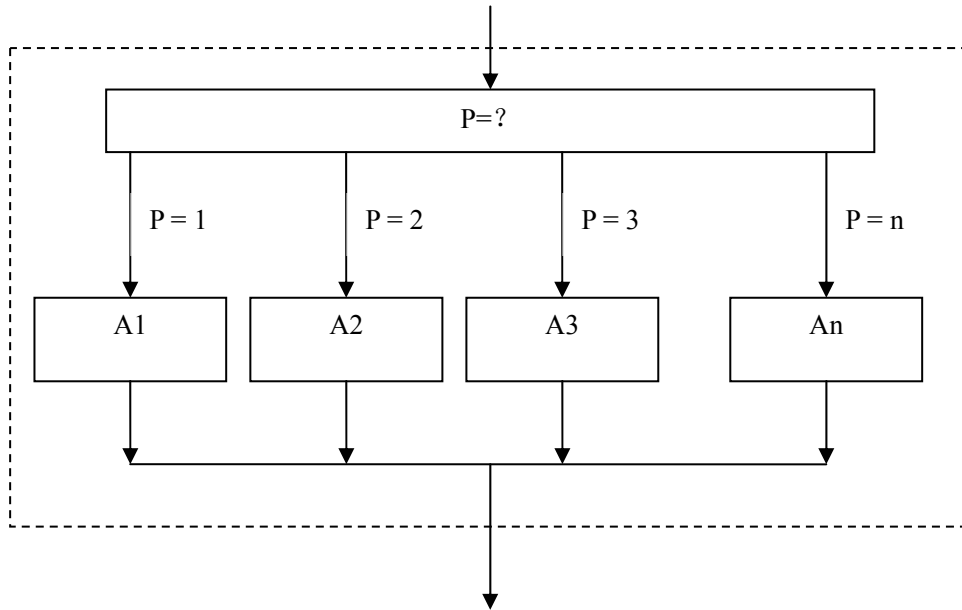 P=?
P = 1
P = 2
P = 3
P = n
A1
A2
A3
An